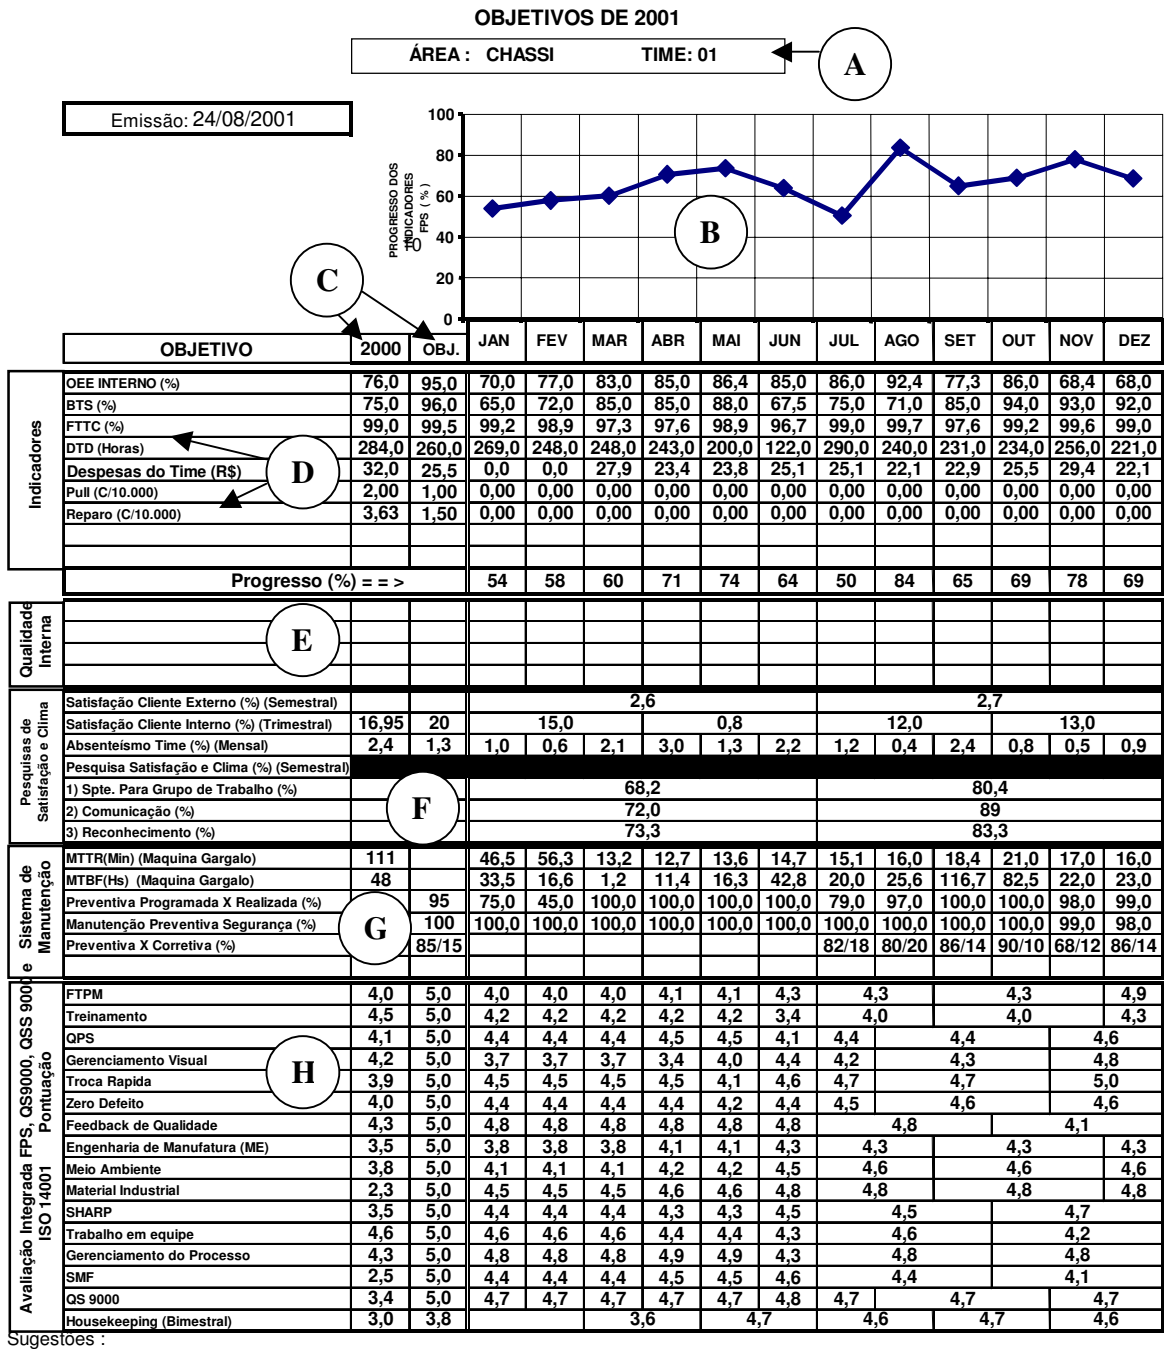 OBJETIVOS DE 2001
ÁREA : CHASSI TIME: 01
A
Emissão: 24/08/2001
PROGRESSO DOS
INDICADORES
FPS ( % )
100
80
60
40
20
0
10
B
C
OBJETIVO 2000 OBJ. JAN FEV MAR ABR MAI JUN JUL AGO SET OUT NOV DEZ
Indicadores
OEE INTERNO (%) 76,0 95,0 70,0 77,0 83,0 85,0 86,4 85,0 86,0 92,4 77,3 86,0 68,4 68,0
BTS (%) 75,0 96,0 65,0 72,0 85,0 85,0 88,0 67,5 75,0 71,0 85,0 94,0 93,0 92,0
FTTC (%) 99,0 99,5 99,2 98,9 97,3 97,6 98,9 96,7 99,0 99,7 97,6 99,2 99,6 99,0
DTD (Horas) 284,0 260,0 269,0 248,0 248,0 243,0 200,0 122,0 290,0 240,0 231,0 234,0 256,0 221,0
Despesas do Time (R$) 32,0 25,5 0,0 0,0 27,9 23,4 23,8 25,1 25,1 22,1 22,9 25,5 29,4 22,1
Pull (C/10.000) 2,00 1,00 0,00 0,00 0,00 0,00 0,00 0,00 0,00 0,00 0,00 0,00 0,00 0,00
Reparo (C/10.000) 3,63 1,50 0,00 0,00 0,00 0,00 0,00 0,00 0,00 0,00 0,00 0,00 0,00 0,00
D
Progresso (%) = = > 54 58 60 71 74 64 50 84 65 69 78 69
Qualidade
Interna
E
Pesquisas de
Satisfação e Clima
Satisfação Cliente Externo (%) (Semestral) 2,6 2,7
Satisfação Cliente Interno (%) (Trimestral) 16,95 20 15,0 0,8 12,0 13,0
Absenteísmo Time (%) (Mensal) 2,4 1,3 1,0 0,6 2,1 3,0 1,3 2,2 1,2 0,4 2,4 0,8 0,5 0,9
Pesquisa Satisfação e Clima (%) (Semestral)
1) Spte. Para Grupo de Trabalho (%) 68,2 80,4
2) Comunicação (%) 72,0 89
3) Reconhecimento (%) 73,3 83,3
F
Sistema de
Manutenção
MTTR(Min) (Maquina Gargalo) 111 46,5 56,3 13,2 12,7 13,6 14,7 15,1 16,0 18,4 21,0 17,0 16,0
MTBF(Hs) (Maquina Gargalo) 48 33,5 16,6 1,2 11,4 16,3 42,8 20,0 25,6 116,7 82,5 22,0 23,0
Preventiva Programada X Realizada (%) 95 75,0 45,0 100,0 100,0 100,0 100,0 79,0 97,0 100,0 100,0 98,0 99,0
Manutenção Preventiva Segurança (%) 100 100,0 100,0 100,0 100,0 100,0 100,0 100,0 100,0 100,0 100,0 99,0 98,0
Preventiva X Corretiva (%) 85/15 82/18 80/20 86/14 90/10 68/12 86/14
G
Avaliação Integrada FPS, QS9000, QSS 9000 e
ISO 14001 Pontuação
FTPM 4,0 5,0 4,0 4,0 4,0 4,1 4,1 4,3 4,3 4,3 4,9
Treinamento 4,5 5,0 4,2 4,2 4,2 4,2 4,2 3,4 4,0 4,0 4,3
QPS 4,1 5,0 4,4 4,4 4,4 4,5 4,5 4,1 4,4 4,4 4,6
Gerenciamento Visual 4,2 5,0 3,7 3,7 3,7 3,4 4,0 4,4 4,2 4,3 4,8
Troca Rapida 3,9 5,0 4,5 4,5 4,5 4,5 4,1 4,6 4,7 4,7 5,0
Zero Defeito 4,0 5,0 4,4 4,4 4,4 4,4 4,2 4,4 4,5 4,6 4,6
Feedback de Qualidade 4,3 5,0 4,8 4,8 4,8 4,8 4,8 4,8 4,8 4,1
Engenharia de Manufatura (ME) 3,5 5,0 3,8 3,8 3,8 4,1 4,1 4,3 4,3 4,3 4,3
Meio Ambiente 3,8 5,0 4,1 4,1 4,1 4,2 4,2 4,5 4,6 4,6 4,6
Material Industrial 2,3 5,0 4,5 4,5 4,5 4,6 4,6 4,8 4,8 4,8 4,8
SHARP 3,5 5,0 4,4 4,4 4,4 4,3 4,3 4,5 4,5 4,7
Trabalho em equipe 4,6 5,0 4,6 4,6 4,6 4,4 4,4 4,3 4,6 4,2
Gerenciamento do Processo 4,3 5,0 4,8 4,8 4,8 4,9 4,9 4,3 4,8 4,8
SMF 2,5 5,0 4,4 4,4 4,4 4,5 4,5 4,6 4,4 4,1
QS 9000 3,4 5,0 4,7 4,7 4,7 4,7 4,7 4,8 4,7 4,7 4,7
Housekeeping (Bimestral) 3,0 3,8 3,6 4,7 4,6 4,7 4,6
H
Sugestões :